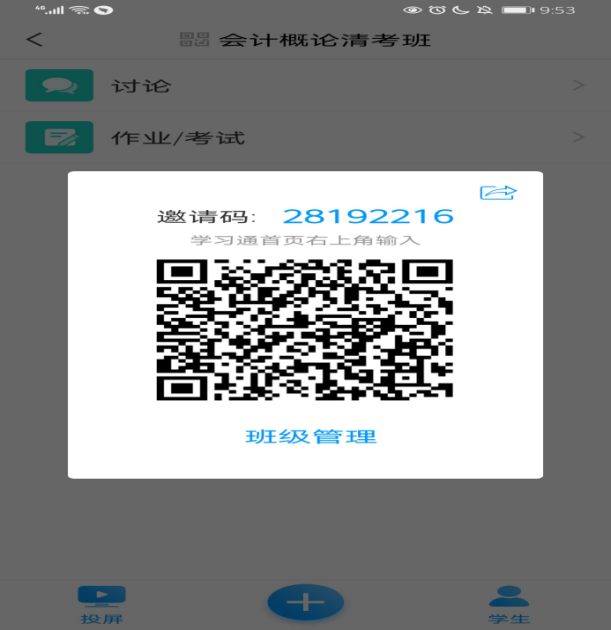 4G 9:53
< 会计概论清考班
讨论 >
作业/考试 >
邀请码: 28192216
学习通首页右上角输入
班级管理
投屏 学生